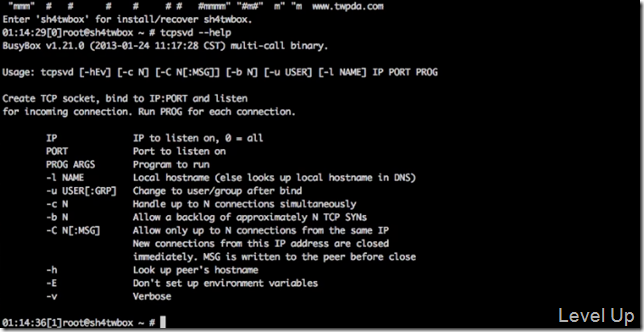 "mmm"  #   #     #    #   # #   #mmmm" "#m#"  m" "m  www.twpda.com
Enter 'sh4twbox' for install/recover sh4twbox.
01:14:29[0]root@sh4twbox ~ # tcpsvd --help
BusyBox v1.21.0 (2013-01-24 11:17:28 CST) multi-call binary.
Usage: tcpsvd [-hEv] [-c N] [-C N[:MSG]] [-b N] [-u USER] [-l NAME] IP PORT PROG
Create TCP socket, bind to IP:PORT and listen
for incoming connection. Run PROG for each connection.
IP IP to listen on, 0 = all
PORT Port to listen on
PROG ARGS Program to run
-l NAME Local hostname (else looks up local hostname in DNS)
-u USER[:GRP] Change to user/group after bind
-c N Handle up to N connections simultaneously
-b N Allow a backlog of approximately N TCP SYNs
-C N[:MSG] Allow only up to N connections from the same IP
New connections from this IP address are closed
immediately. MSG is written to the peer before close
-h Look up peer's hostname
-E Don't set up environment variables
-v Verbose
01:14:36[1]root@sh4twbox ~ #
Level Up